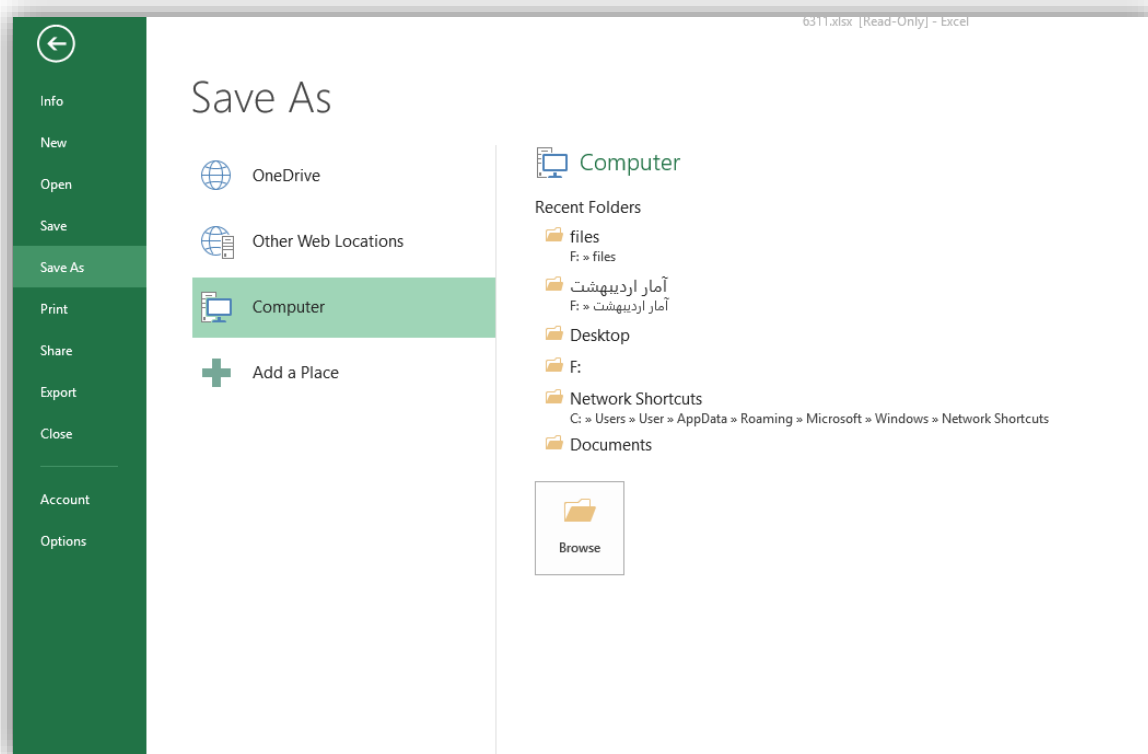 6311.xlsx [Read-Only] - Excel
Info
New
Open
Save
Save As
Print
Share
Export
Close
Account
Options
Save As
OneDrive
Other Web Locations
Computer
Add a Place
Computer
Recent Folders
files
F: » files
آمار اردیبهشت
F: » آمار اردیبهشت
Desktop
F:
Network Shortcuts
C: » Users » User » AppData » Roaming » Microsoft » Windows » Network Shortcuts
Documents
Browse